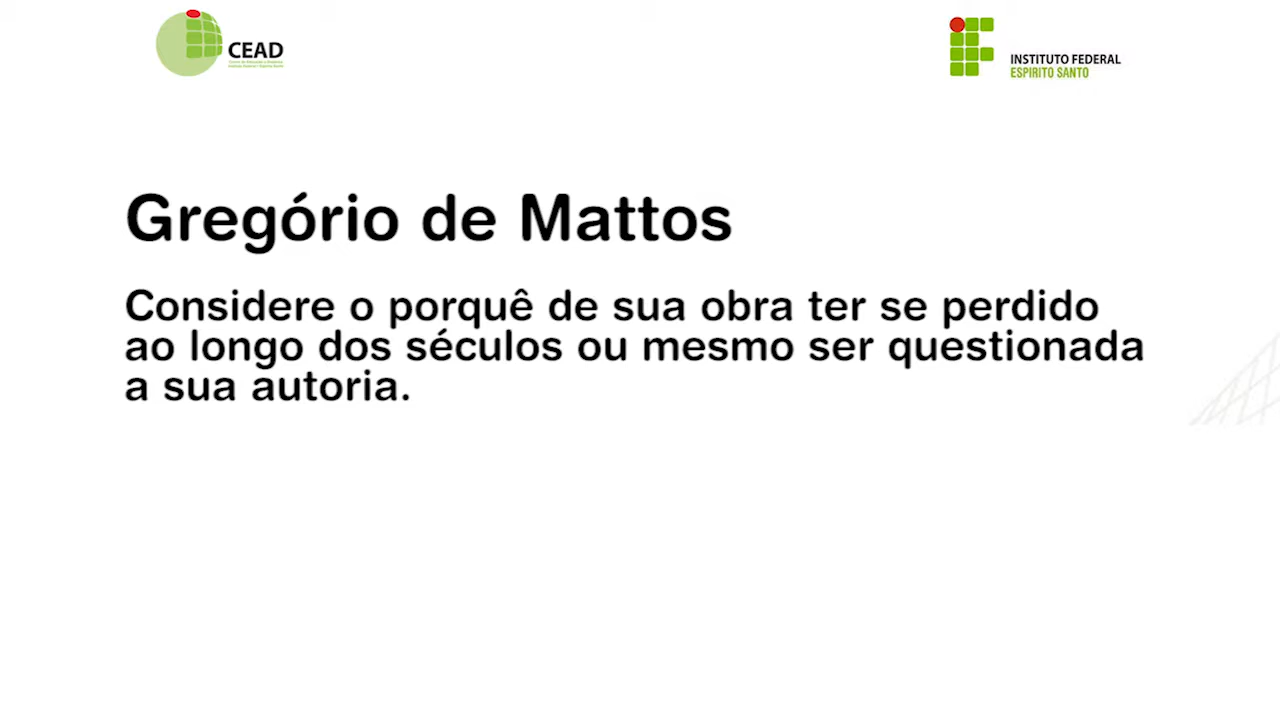 CEAD
INSTITUTO FEDERAL
ESPIRITO SANTO
Gregório de Mattos
Considere o porquê de sua obra ter se perdido
ao longo dos séculos ou mesmo ser questionada
a sua autoria.